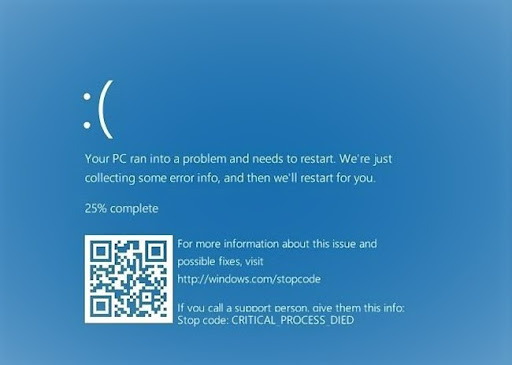 :(
Your PC ran into a problem and needs to restart. We're just
collecting some error info, and then we'll restart for you.
25% complete
For more information about this issue and
possible fixes, visit
http://windows.com/stopcode
If you call a support person, give them this info:
Stop code: CRITICAL_PROCESS_DIED